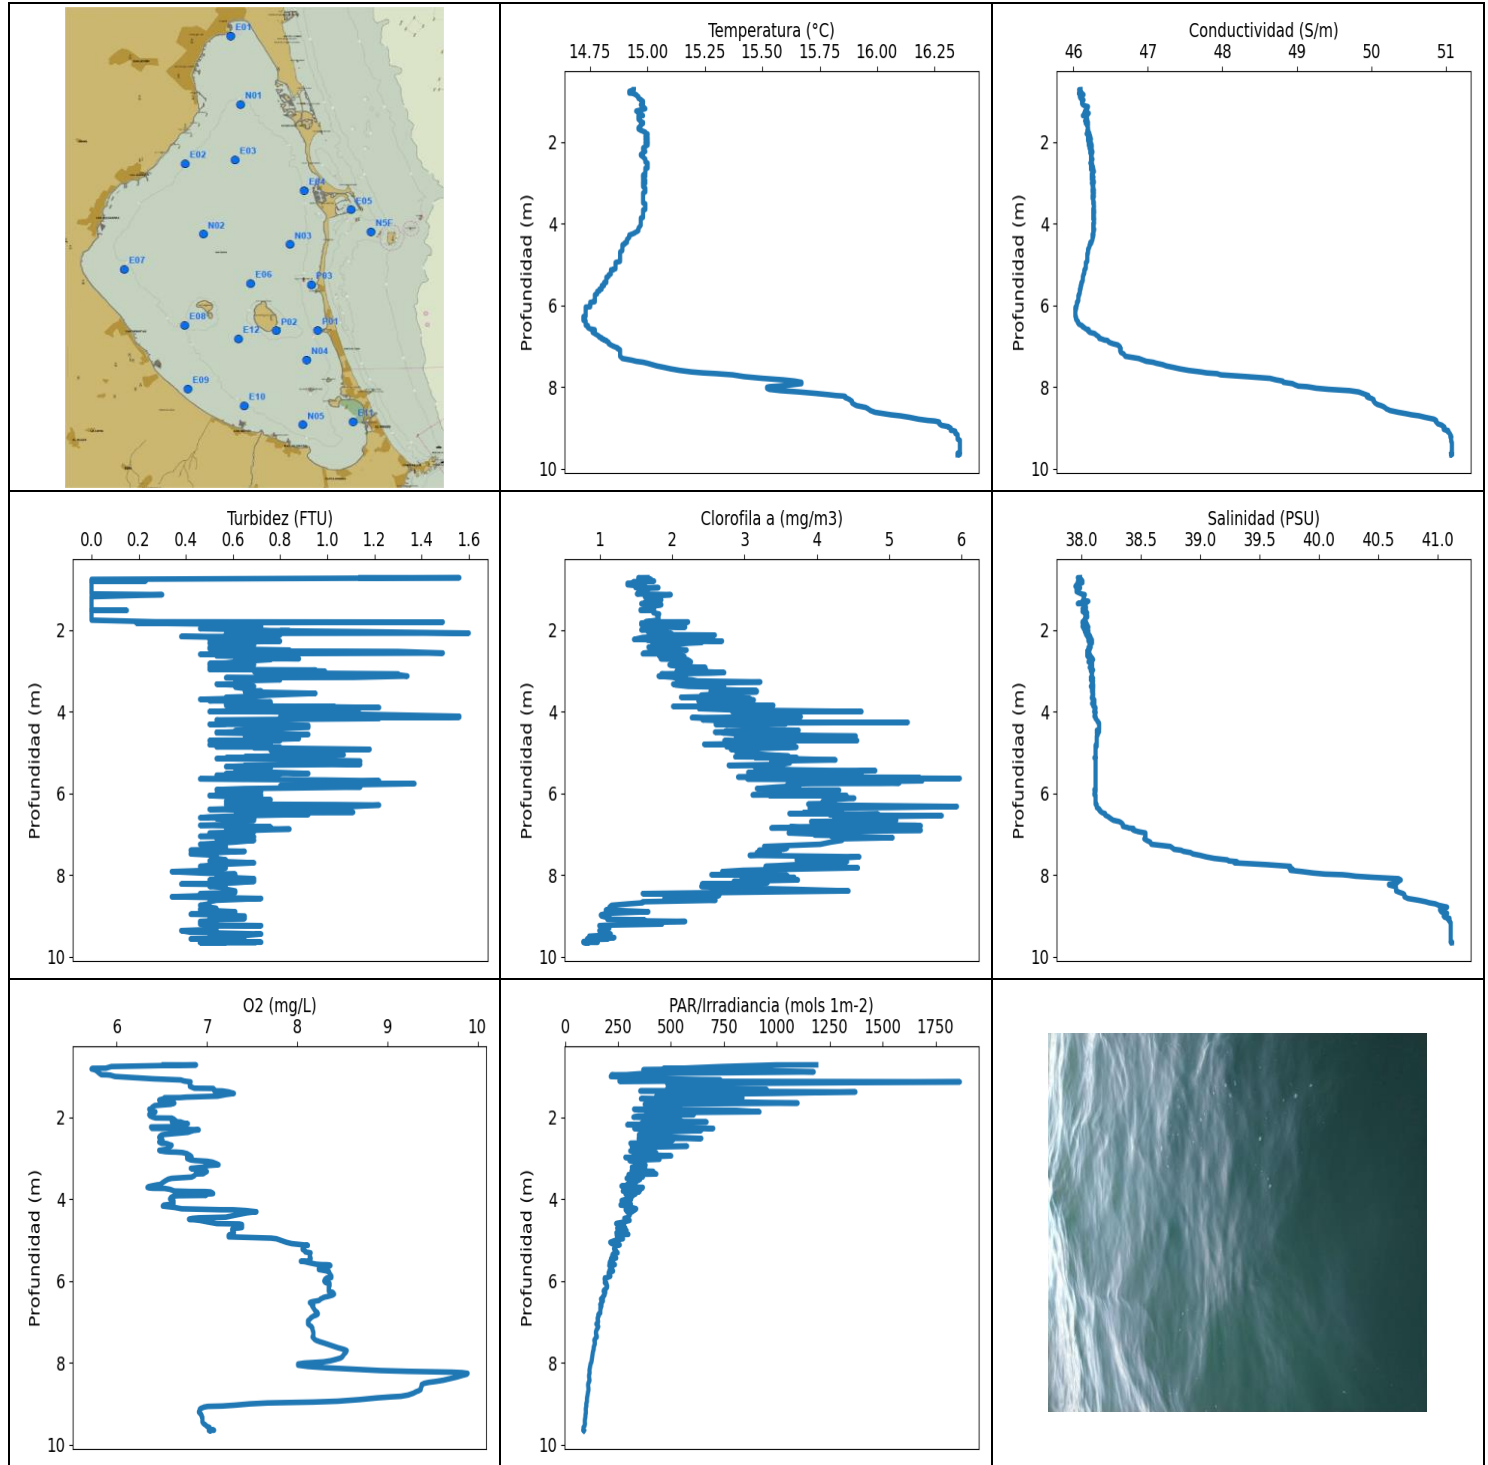 E01
N01
E02
E03
E04
E05
N5F
N02
N03
E07
E06
P03
E08
P02
P01
E12
N04
E09
E10
N05
E11
Temperatura (°C)
14.75 15.00 15.25 15.50 15.75 16.00 16.25
Profundidad (m)
2
4
6
8
10
Conductividad (S/m)
46 47 48 49 50 51
Profundidad (m)
2
4
6
8
10
Turbidez (FTU)
0.0 0.2 0.4 0.6 0.8 1.0 1.2 1.4 1.6
Profundidad (m)
2
4
6
8
10
Clorofila a (mg/m3)
1 2 3 4 5 6
Profundidad (m)
2
4
6
8
10
Salinidad (PSU)
38.0 38.5 39.0 39.5 40.0 40.5 41.0
Profundidad (m)
2
4
6
8
10
O2 (mg/L)
6 7 8 9 10
Profundidad (m)
2
4
6
8
10
PAR/Irradiancia (mols 1m-2)
0 250 500 750 1000 1250 1500 1750
Profundidad (m)
2
4
6
8
10